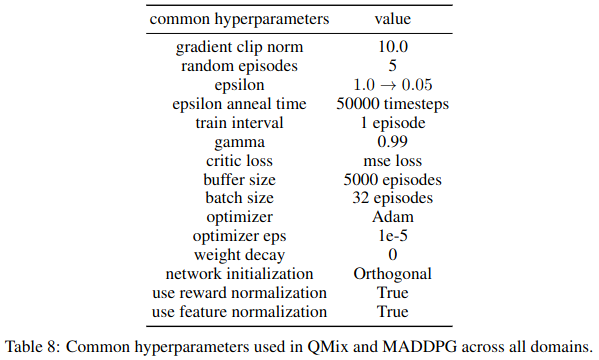 common hyperparameters value
gradient clip norm 10.0
random episodes 5
epsilon 1.0 → 0.05
epsilon anneal time 50000 timesteps
train interval 1 episode
gamma 0.99
critic loss mse loss
buffer size 5000 episodes
batch size 32 episodes
optimizer Adam
optimizer eps 1e-5
weight decay 0
network initialization Orthogonal
use reward normalization True
use feature normalization True
Table 8: Common hyperparameters used in QMix and MADDPG across all domains.